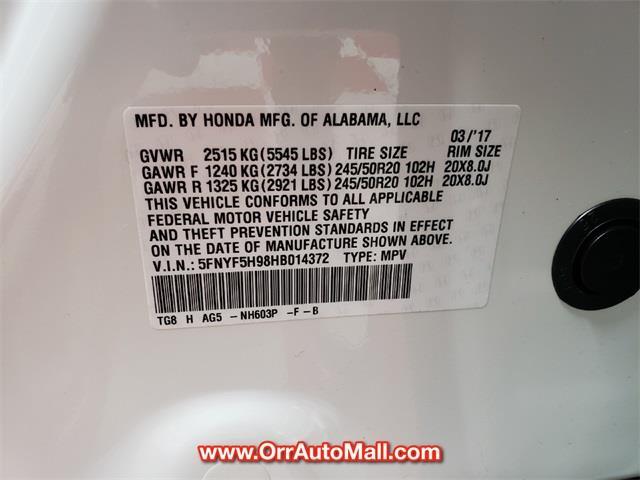 MFD. BY HONDA MFG. OF ALABAMA, LLC
03/'17
GVWR 2515 KG(5545 LBS) TIRE SIZE RIM SIZE
GAWR F 1240 KG(2734 LBS)245/50R20 102H 20X8.0J
GAWR R 1325 KG(2921 LBS)245/50R20 102H 20X8.0J
THIS VEHICLE CONFORMS TO ALL APPLICABLE
FEDERAL MOTOR VEHICLE SAFETY
AND THEFT PREVENTION STANDARDS IN EFFECT
ON THE DATE OF MANUFACTURE SHOWN ABOVE.
V.I.N.: 5FNYF5H98HB014372 TYPE: MPV
TG8 H AG5 -NH603P -F-B
www.OrrAutoMall.com